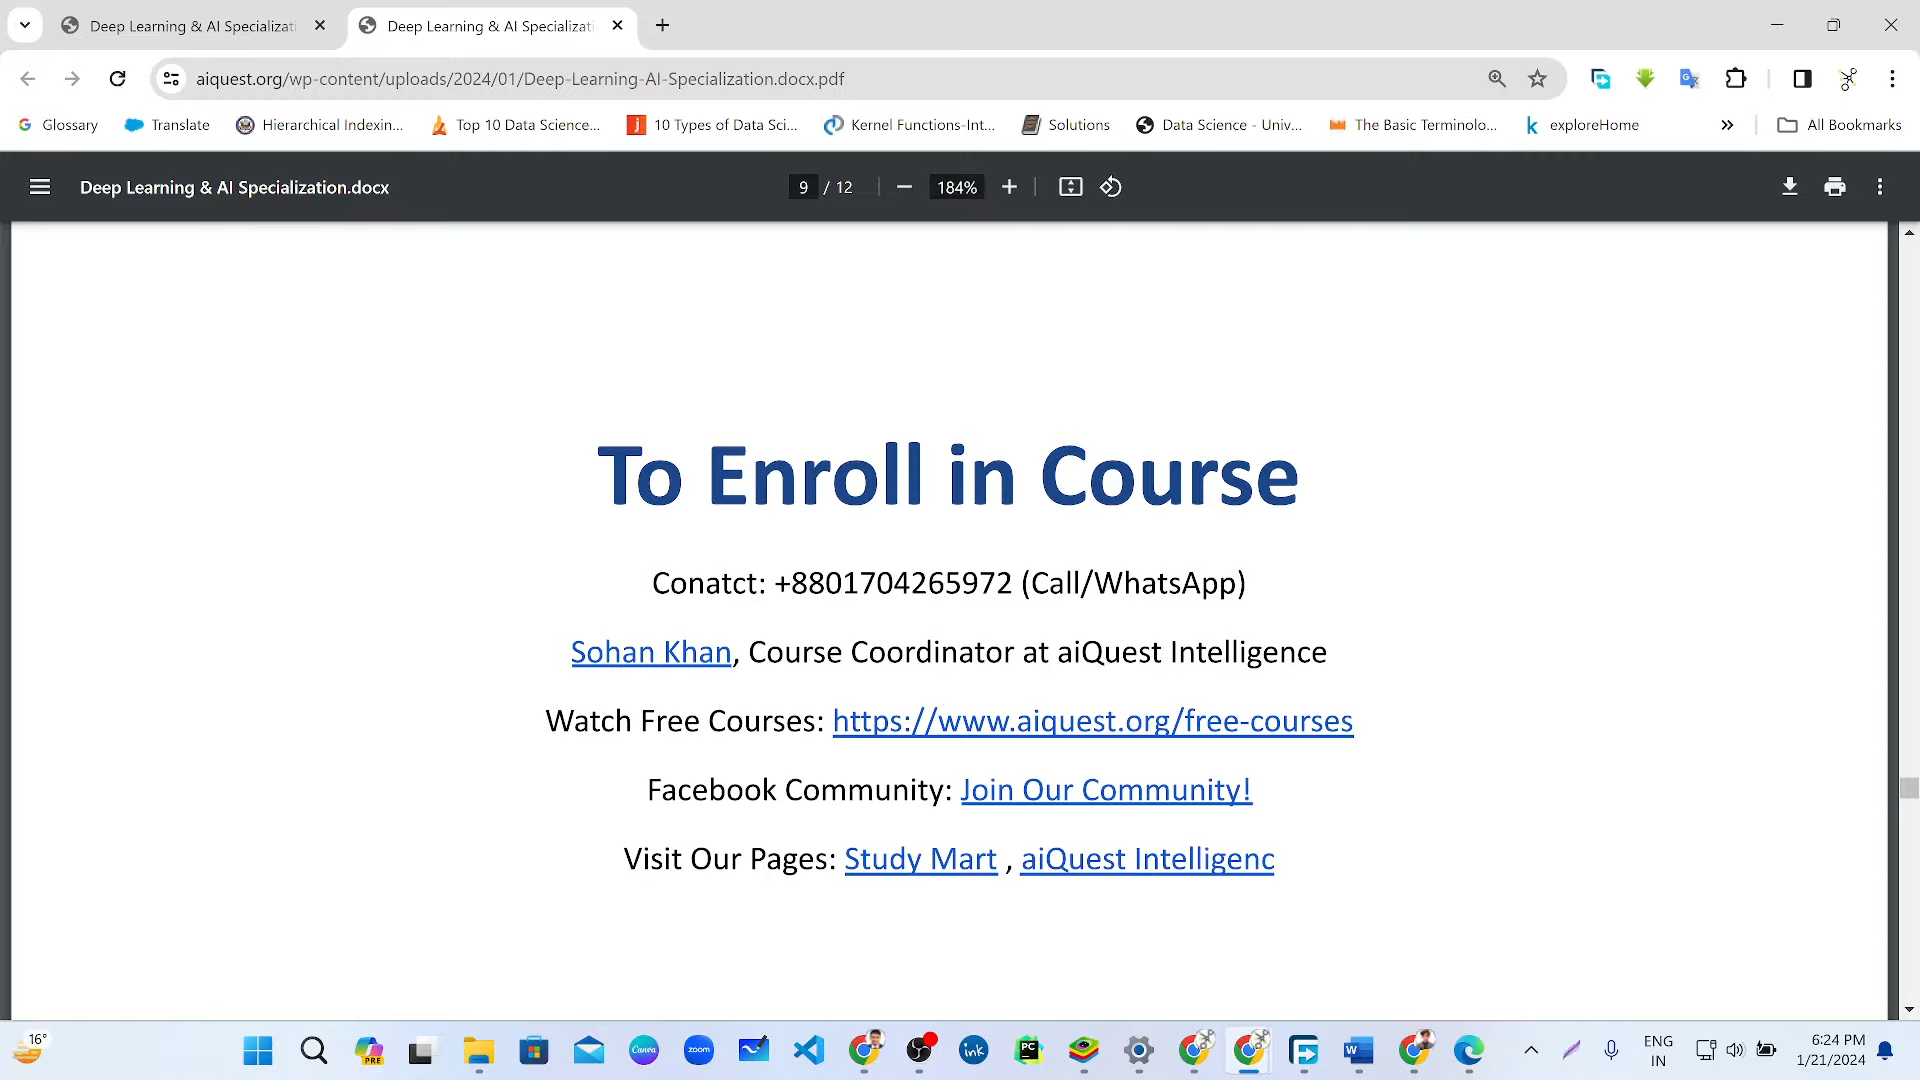 Deep Learning & AI Specializati
Deep Learning & AI Specializati
aiquest.org/wp-content/uploads/2024/01/Deep-Learning-AI-Specialization.docx.pdf
Glossary Translate Hierarchical Indexin... Top 10 Data Science... 10 Types of Data Sci... Kernel Functions-Int... Solutions Data Science - Univ... The Basic Terminolo... exploreHome All Bookmarks
Deep Learning & AI Specialization.docx 9 / 12 184%
To Enroll in Course
Conatct: +8801704265972 (Call/WhatsApp)
Sohan Khan, Course Coordinator at aiQuest Intelligence
Watch Free Courses: https://www.aiquest.org/free-courses
Facebook Community: Join Our Community!
Visit Our Pages: Study Mart , aiQuest Intelligenc
16°
PRE
Canva
zoom
ink
PC
W
ENG
IN
6:24 PM
1/21/2024